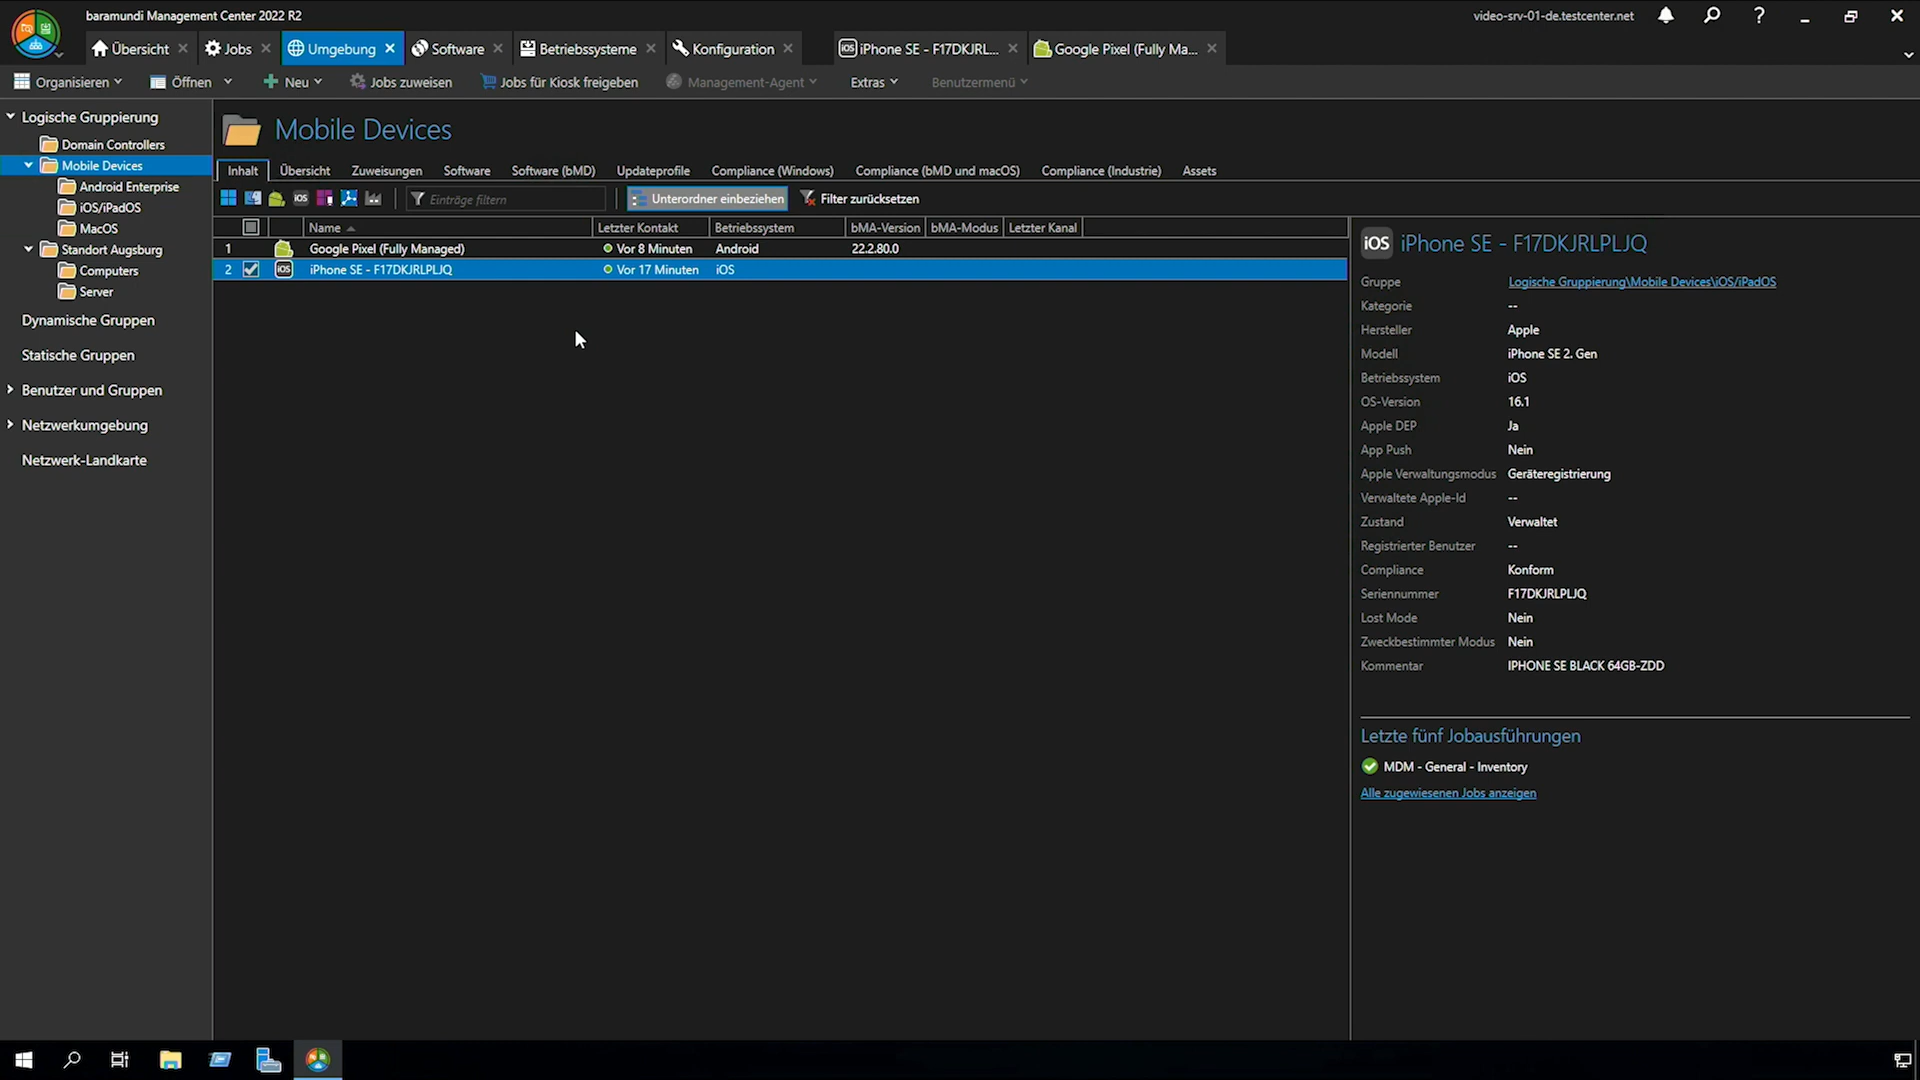 baramundi Management Center 2022 R2
video-srv-01-de.testcenter.net
?
Übersicht
Jobs
Umgebung
Software
Betriebssysteme
Konfiguration
iOS
iPhone SE - F17DKJRL...
Google Pixel (Fully Ma...
Organisieren
Öffnen
Neu
Jobs zuweisen
Jobs für Kiosk freigeben
Management-Agent
Extras
Benutzermenü
Logische Gruppierung
Domain Controllers
Mobile Devices
Android Enterprise
iOS/iPadOS
MacOS
Standort Augsburg
Computers
Server
Dynamische Gruppen
Statische Gruppen
Benutzer und Gruppen
Netzwerkumgebung
Netzwerk-Landkarte
Mobile Devices
Inhalt
Übersicht
Zuweisungen
Software
Software (bMD)
Updateprofile
Compliance (Windows)
Compliance (bMD und macOS)
Compliance (Industrie)
Assets
iOS
Einträge filtern
Unterordner einbeziehen
Filter zurücksetzen
Name
Letzter Kontakt
Betriebssystem
bMA-Version
bMA-Modus
Letzter Kanal
1 Google Pixel (Fully Managed) Vor 8 Minuten Android 22.2.80.0
2 iOS iPhone SE - F17DKJRLPLJQ Vor 17 Minuten iOS
iOS iPhone SE - F17DKJRLPLJQ
Gruppe Logische Gruppierung\Mobile Devices\iOS/iPadOS
Kategorie --
Hersteller Apple
Modell iPhone SE 2. Gen
Betriebssystem iOS
OS-Version 16.1
Apple DEP Ja
App Push Nein
Apple Verwaltungsmodus Geräteregistrierung
Verwaltete Apple-Id --
Zustand Verwaltet
Registrierter Benutzer --
Compliance Konform
Seriennummer F17DKJRLPLJQ
Lost Mode Nein
Zweckbestimmter Modus Nein
Kommentar IPHONE SE BLACK 64GB-ZDD
Letzte fünf Jobausführungen
MDM - General - Inventory
Alle zugewiesenen Jobs anzeigen